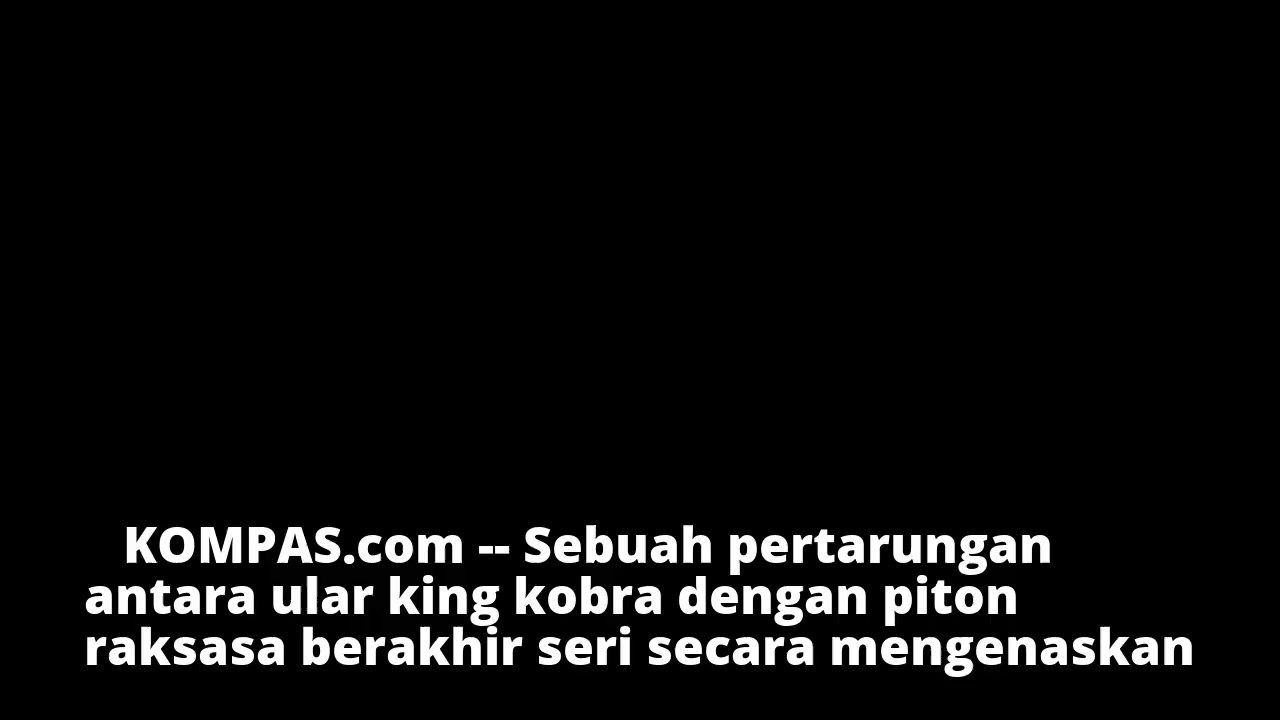 KOMPAS.com -- Sebuah pertarungan
antara ular king kobra dengan piton
raksasa berakhir seri secara mengenaskan